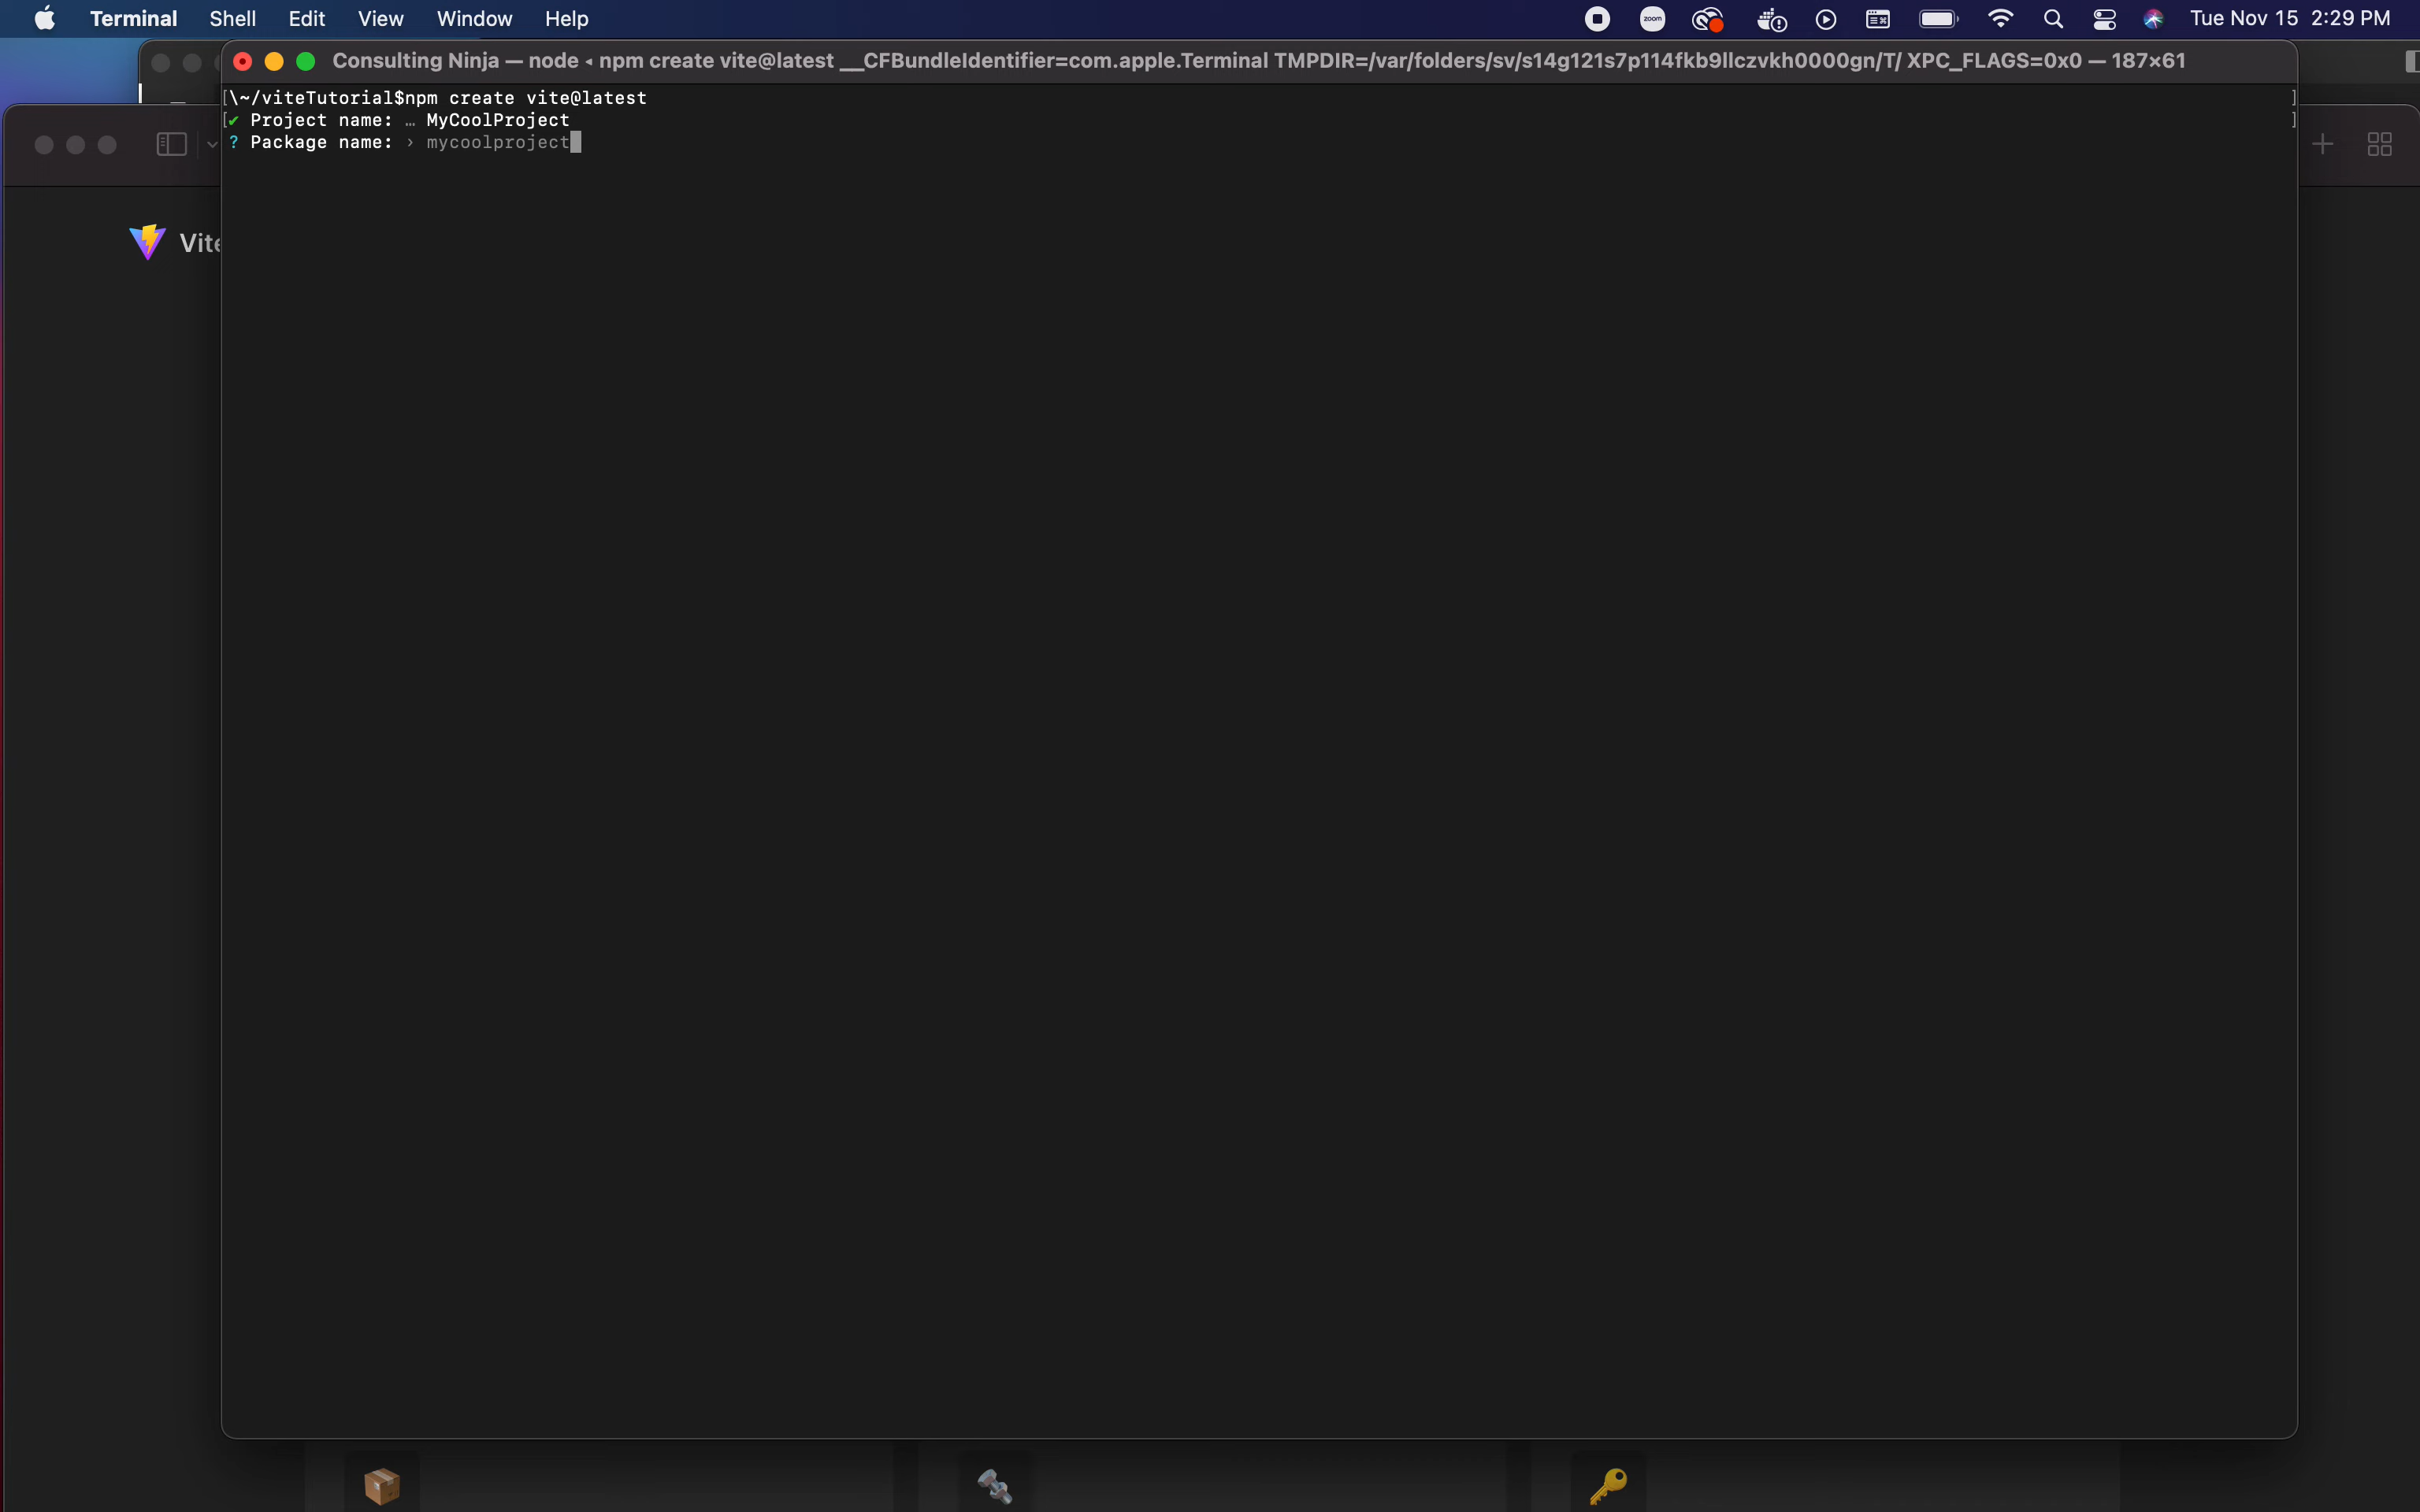 Terminal Shell Edit View Window Help zoom Tue Nov 15 2:29 PM
Consulting Ninja — node ◂ npm create vite@latest __CFBundleIdentifier=com.apple.Terminal TMPDIR=/var/folders/sv/s14g121s7p114fkb9llczvkh0000gn/T/ XPC_FLAGS=0x0 — 187×61
[\~/viteTutorial$npm create vite@latest ]
[✔ Project name: … MyCoolProject ]
? Package name: › mycoolproject
Vite